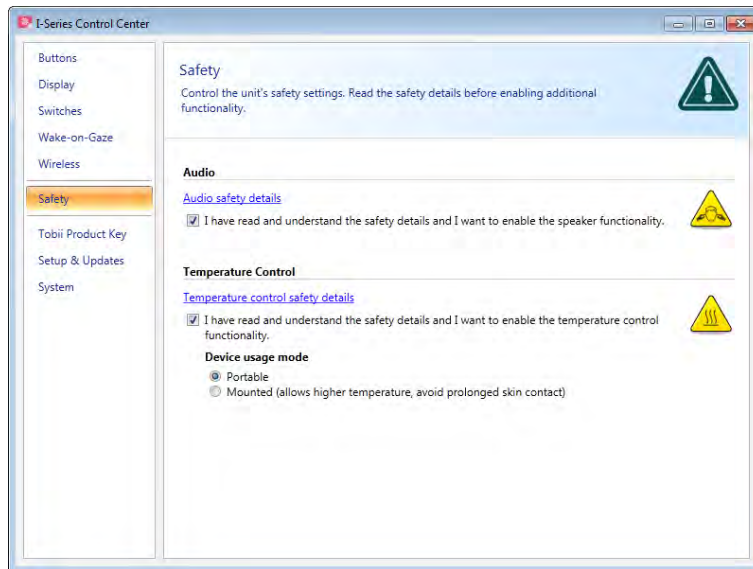 I-Series Control Center
Buttons
Display
Switches
Wake-on-Gaze
Wireless
Safety
Tobii Product Key
Setup & Updates
System
Safety
Control the unit's safety settings. Read the safety details before enabling additional
functionality.
Audio
Audio safety details
I have read and understand the safety details and I want to enable the speaker functionality.
Temperature Control
Temperature control safety details
I have read and understand the safety details and I want to enable the temperature control
functionality.
Device usage mode
Portable
Mounted (allows higher temperature, avoid prolonged skin contact)